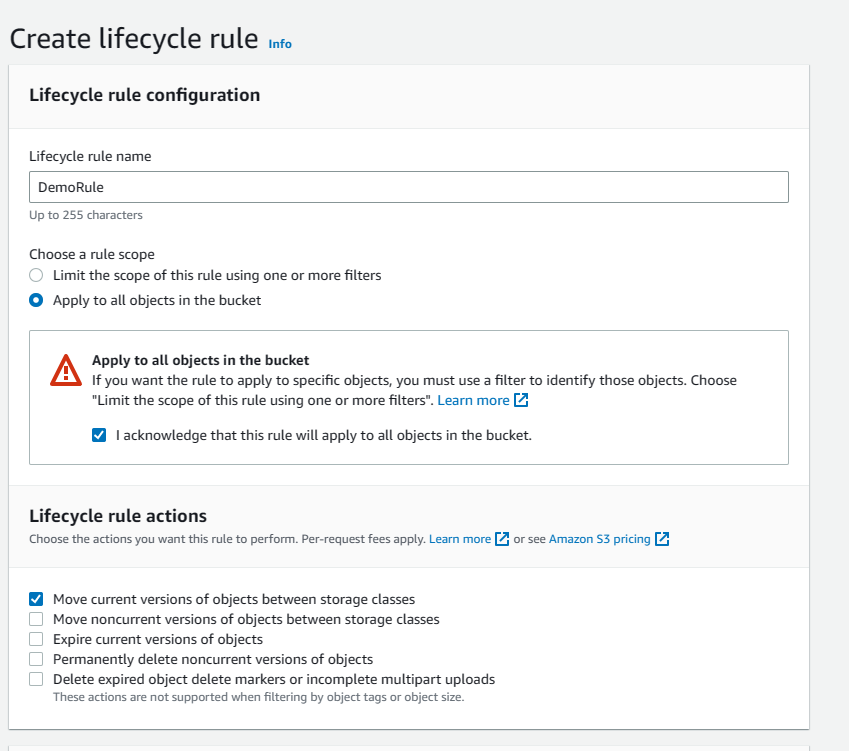 Create lifecycle rule Info
Lifecycle rule configuration
Lifecycle rule name
DemoRule
Up to 255 characters
Choose a rule scope
Limit the scope of this rule using one or more filters
Apply to all objects in the bucket
Apply to all objects in the bucket
If you want the rule to apply to specific objects, you must use a filter to identify those objects. Choose
"Limit the scope of this rule using one or more filters". Learn more
I acknowledge that this rule will apply to all objects in the bucket.
Lifecycle rule actions
Choose the actions you want this rule to perform. Per-request fees apply. Learn more or see Amazon S3 pricing
Move current versions of objects between storage classes
Move noncurrent versions of objects between storage classes
Expire current versions of objects
Permanently delete noncurrent versions of objects
Delete expired object delete markers or incomplete multipart uploads
These actions are not supported when filtering by object tags or object size.